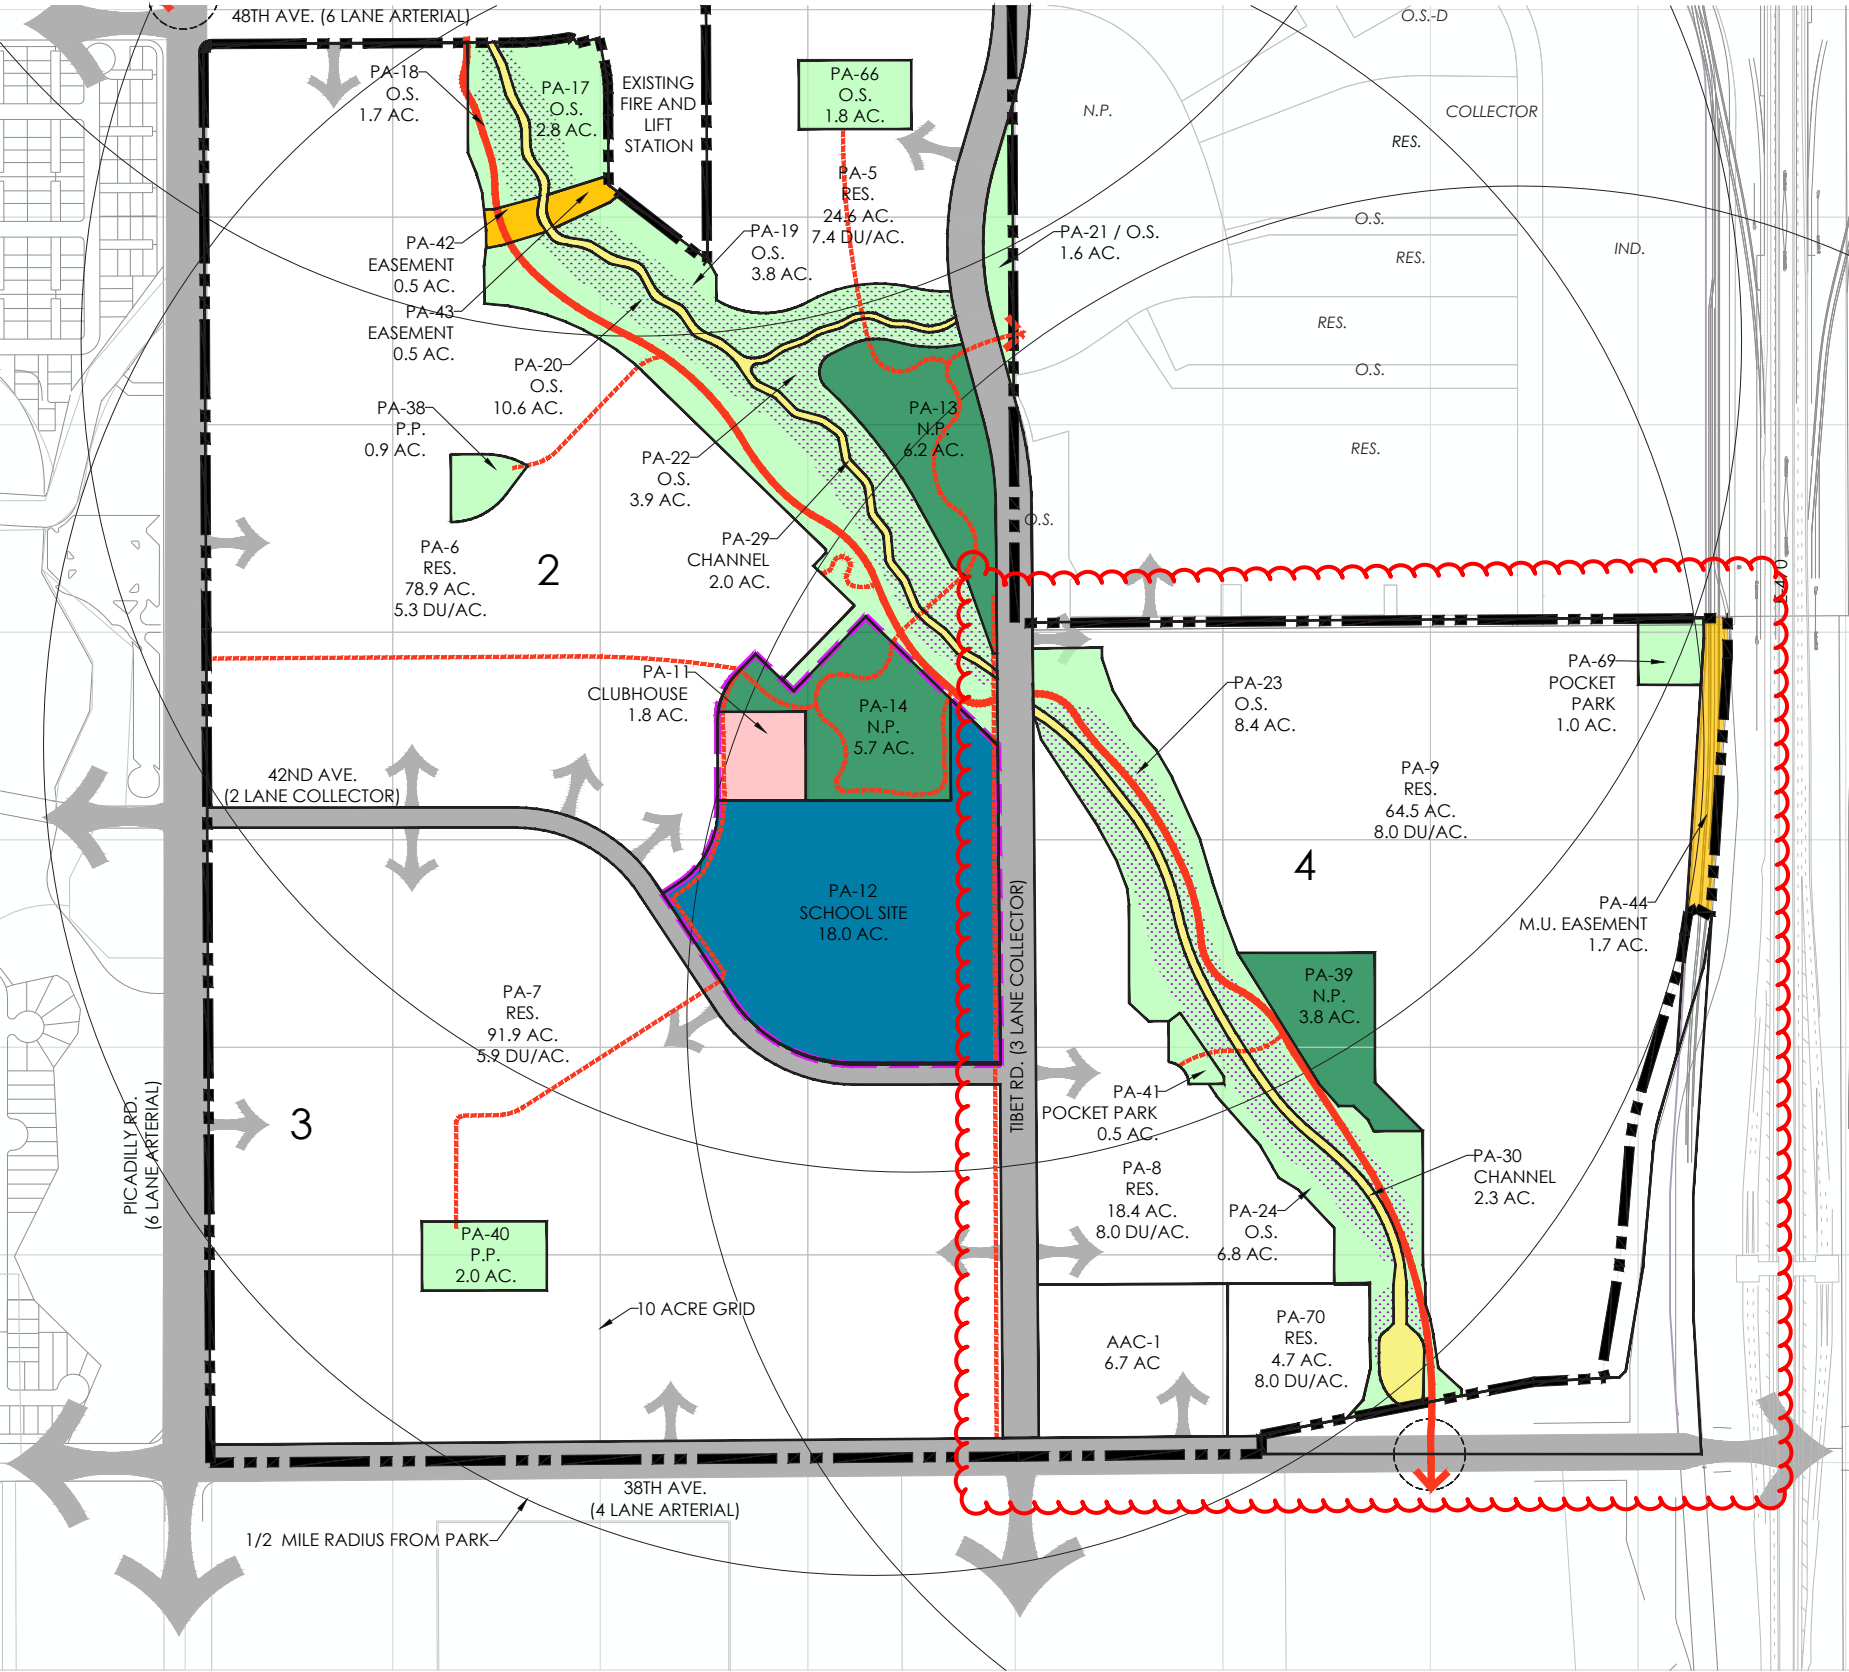 48TH AVE. (6 LANE ARTERIAL)
O.S.-D
PA-18
O.S.
1.7 AC.
PA-17
O.S.
2.8 AC.
EXISTING
FIRE AND
LIFT
STATION
PA-66
O.S.
1.8 AC.
N.P.
COLLECTOR
RES.
PA-5
RES.
24.6 AC.
7.4 DU/AC.
PA-19
O.S.
3.8 AC.
PA-21 / O.S.
1.6 AC.
O.S.
RES.
IND.
PA-42
EASEMENT
0.5 AC.
PA-43
EASEMENT
0.5 AC.
RES.
O.S.
PA-20
O.S.
10.6 AC.
PA-38
P.P.
0.9 AC.
PA-13
N.P.
6.2 AC.
RES.
PA-22
O.S.
3.9 AC.
O.S.
PA-29
CHANNEL
2.0 AC.
PA-6
RES.
78.9 AC.
5.3 DU/AC.
2
E-470
PA-11
CLUBHOUSE
1.8 AC.
PA-14
N.P.
5.7 AC.
PA-23
O.S.
8.4 AC.
PA-69
POCKET
PARK
1.0 AC.
42ND AVE.
(2 LANE COLLECTOR)
PA-9
RES.
64.5 AC.
8.0 DU/AC.
4
PA-12
SCHOOL SITE
18.0 AC.
PA-44
M.U. EASEMENT
1.7 AC.
TIBET RD. (3 LANE COLLECTOR)
PA-39
N.P.
3.8 AC.
PA-7
RES.
91.9 AC.
5.9 DU/AC.
3
PICADILLY RD.
(6 LANE ARTERIAL)
PA-41
POCKET PARK
0.5 AC.
PA-8
RES.
18.4 AC.
8.0 DU/AC.
PA-24
O.S.
6.8 AC.
PA-30
CHANNEL
2.3 AC.
PA-40
P.P.
2.0 AC.
10 ACRE GRID
AAC-1
6.7 AC
PA-70
RES.
4.7 AC.
8.0 DU/AC.
38TH AVE.
(4 LANE ARTERIAL)
1/2 MILE RADIUS FROM PARK